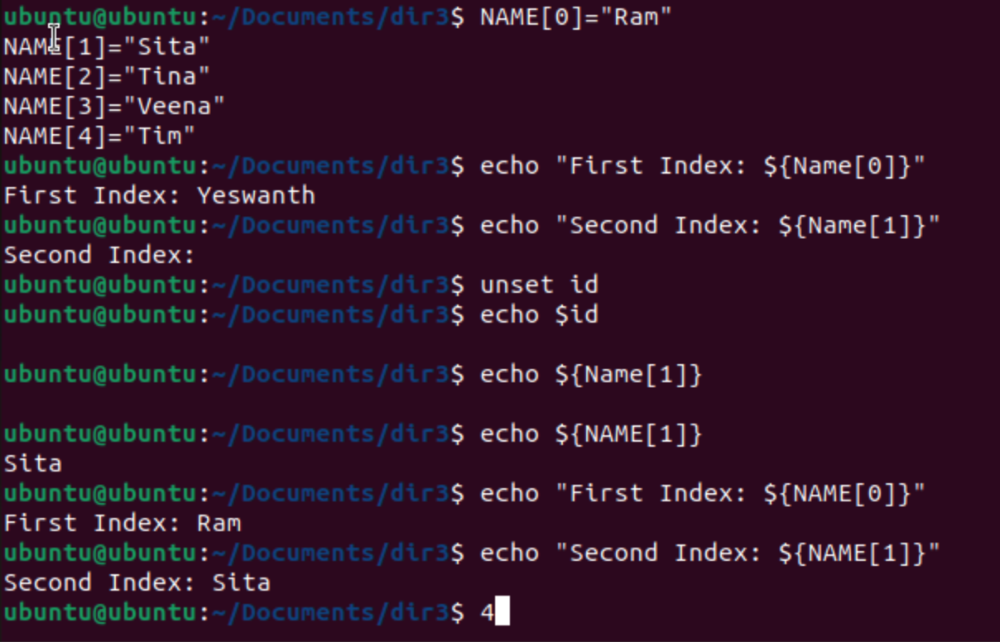 ubuntu@ubuntu:~/Documents/dir3$ NAME[0]="Ram"
NAME[1]="Sita"
NAME[2]="Tina"
NAME[3]="Veena"
NAME[4]="Tim"
ubuntu@ubuntu:~/Documents/dir3$ echo "First Index: ${Name[0]}"
First Index: Yeswanth
ubuntu@ubuntu:~/Documents/dir3$ echo "Second Index: ${Name[1]}"
Second Index:
ubuntu@ubuntu:~/Documents/dir3$ unset id
ubuntu@ubuntu:~/Documents/dir3$ echo $id
ubuntu@ubuntu:~/Documents/dir3$ echo ${Name[1]}
ubuntu@ubuntu:~/Documents/dir3$ echo ${NAME[1]}
Sita
ubuntu@ubuntu:~/Documents/dir3$ echo "First Index: ${NAME[0]}"
First Index: Ram
ubuntu@ubuntu:~/Documents/dir3$ echo "Second Index: ${NAME[1]}"
Second Index: Sita
ubuntu@ubuntu:~/Documents/dir3$ 4